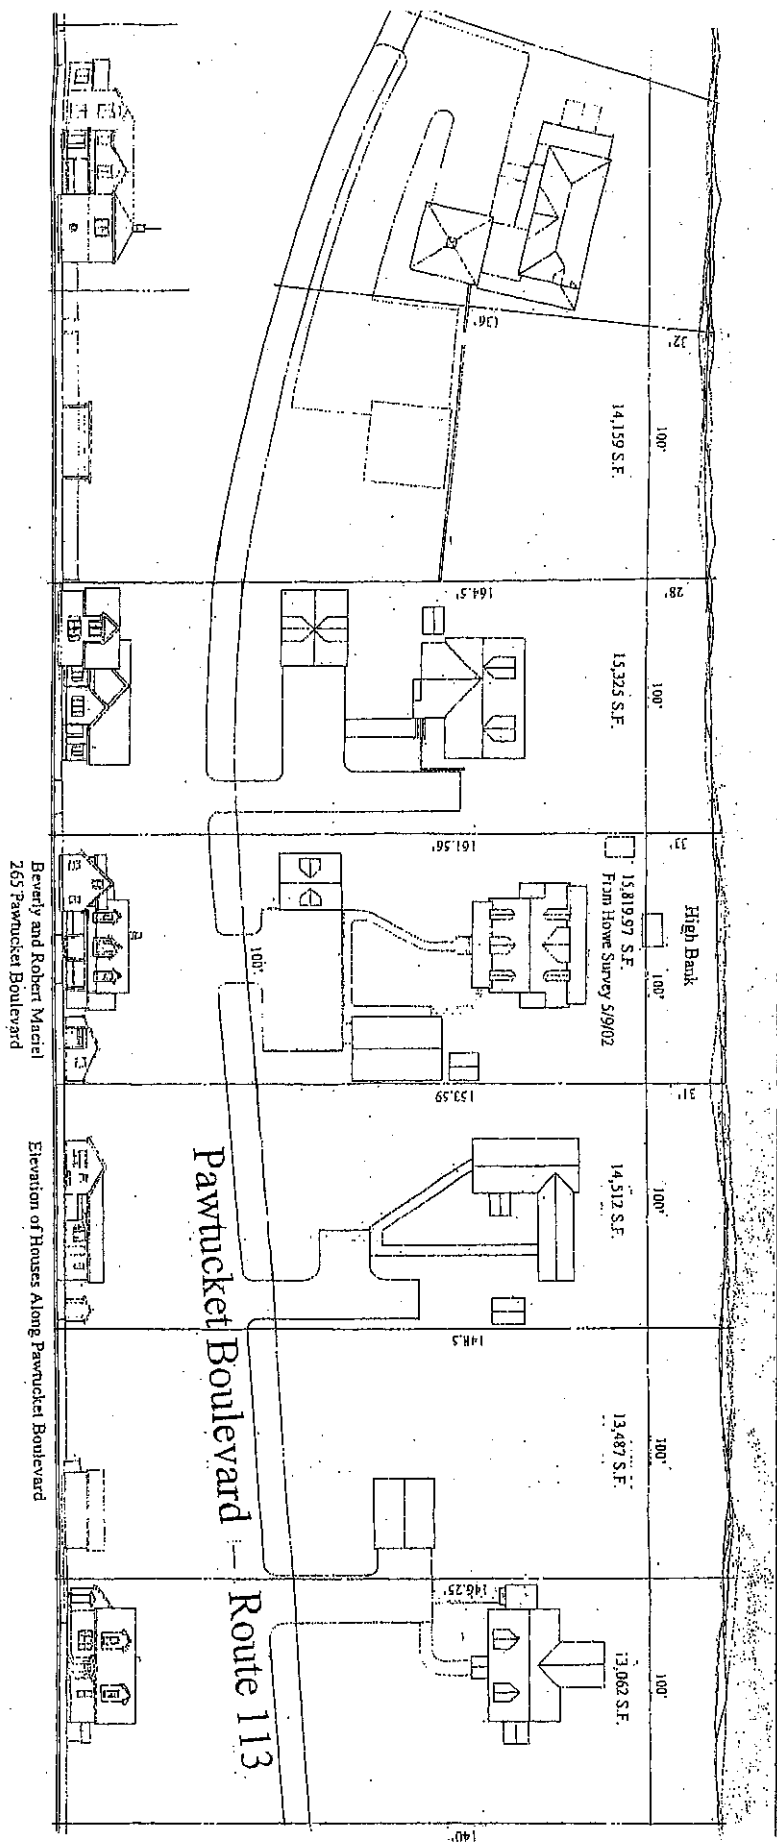 High Bank
32'
100'
28'
100'
33'
100'
31'
100'
100'
100'
14,159 S.F.
15,325 S.F.
15,819.97 S.F.
From Howe Survey 5/9/02
14,512 S.F.
13,487 S.F.
13,062 S.F.
136'
164.5'
161.56'
153.59
148.5
146.25'
140'
100'
Pawtucket Boulevard — Route 113
Beverly and Robert Maciel
265 Pawtucket Boulevard
Elevation of Houses Along Pawtucket Boulevard